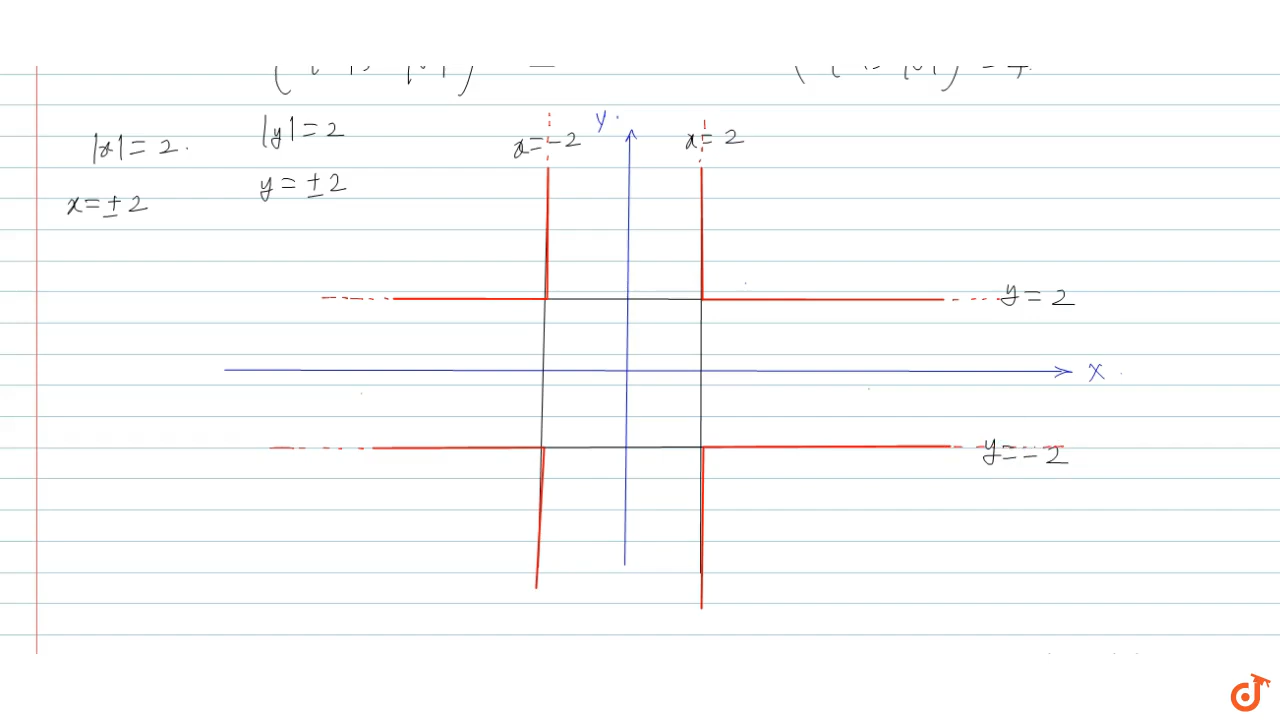 |x| = 2.
|y| = 2
x = ± 2
y = ± 2
x = -2
y
x = 2
y = 2
x
y = - 2